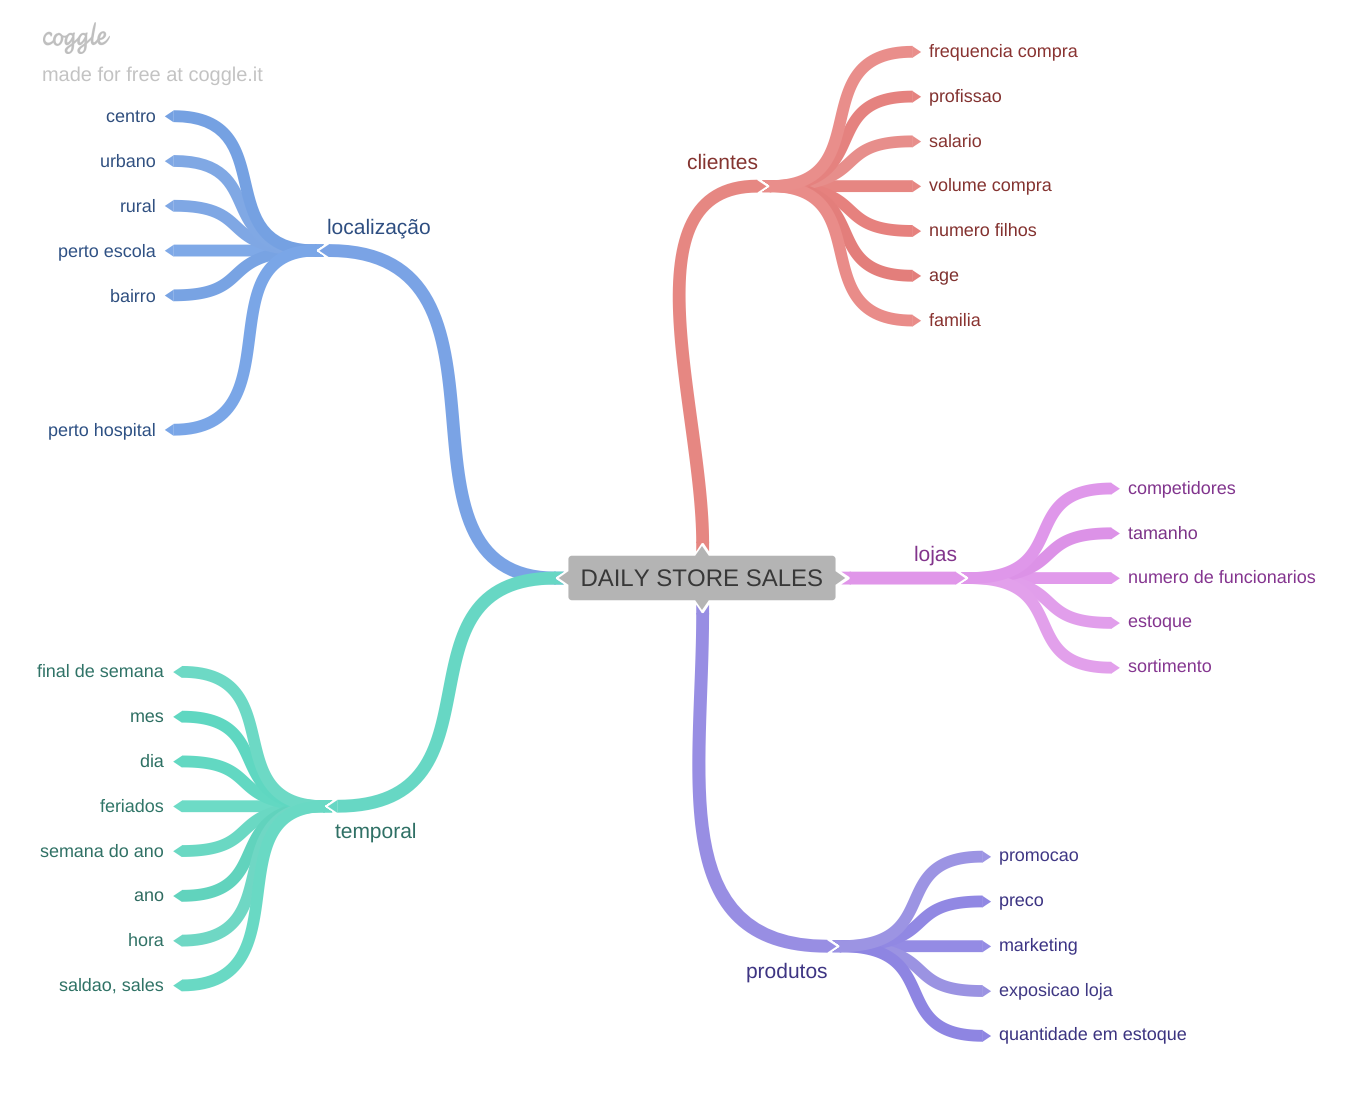 coggle
made for free at coggle.it
localização
centro
urbano
rural
perto escola
bairro
perto hospital
clientes
frequencia compra
profissao
salario
volume compra
numero filhos
age
familia
DAILY STORE SALES
lojas
competidores
tamanho
numero de funcionarios
estoque
sortimento
temporal
final de semana
mes
dia
feriados
semana do ano
ano
hora
saldao, sales
produtos
promocao
preco
marketing
exposicao loja
quantidade em estoque